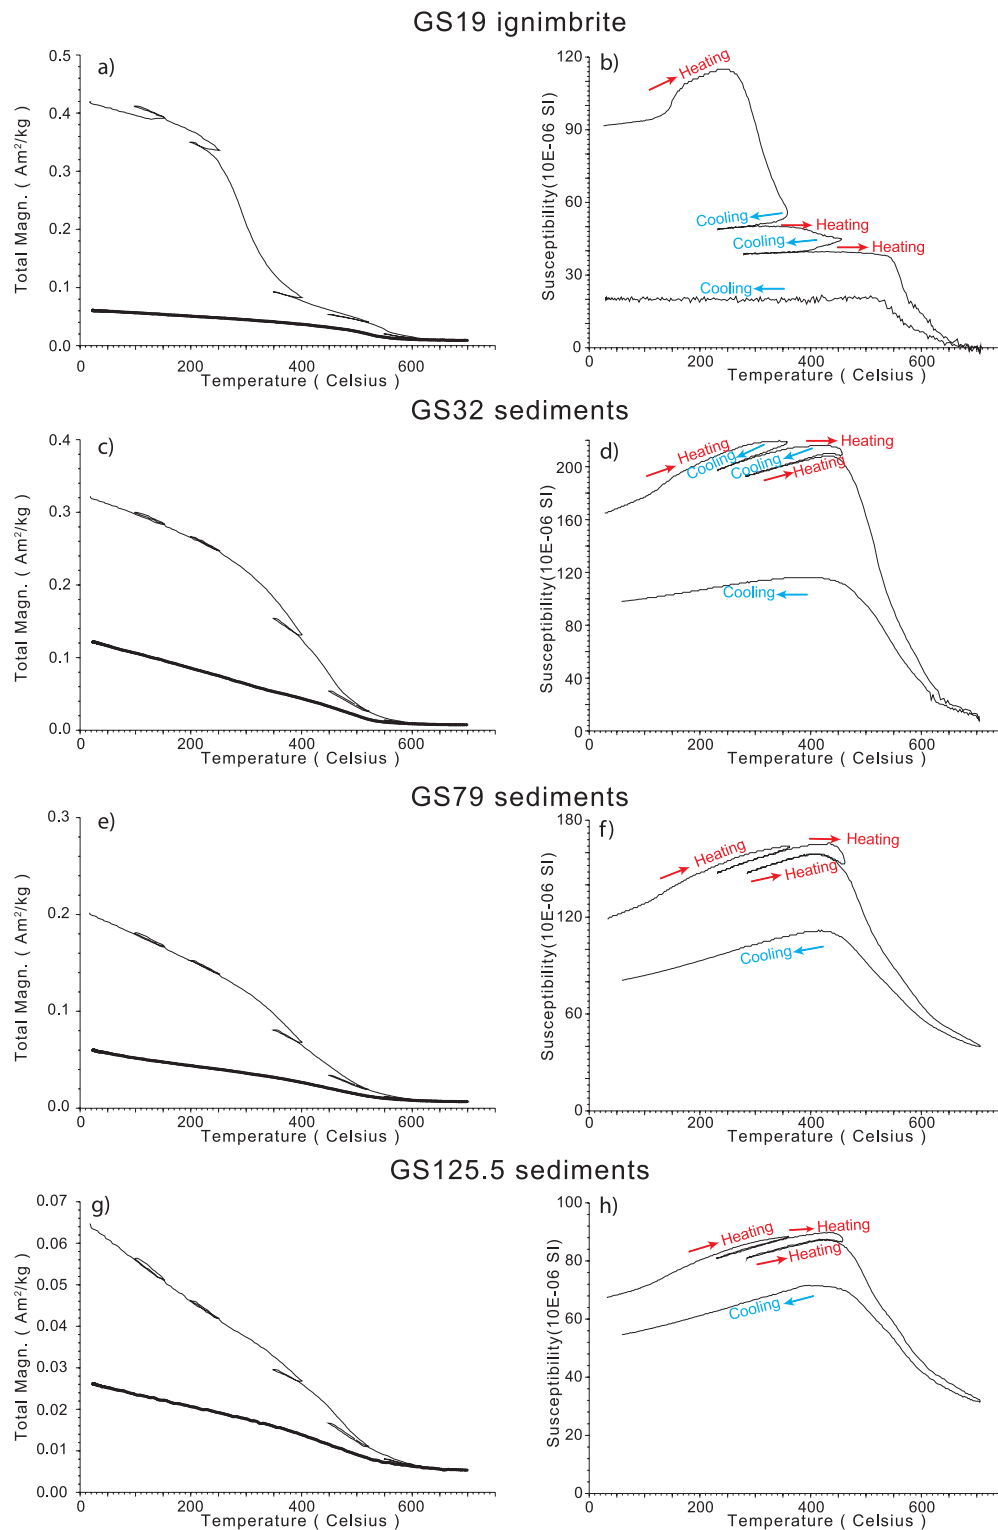 GS19 ignimbrite
a)
Total Magn. ( Am²/kg )
0.5
0.4
0.3
0.2
0.1
0.0
0 200 400 600
Temperature ( Celsius )
b)
Susceptibility(10E-06 SI)
120
90
60
30
0
Heating
Cooling
Heating
Cooling
Heating
Cooling
0 200 400 600
Temperature ( Celsius )
GS32 sediments
c)
Total Magn. ( Am²/kg )
0.4
0.3
0.2
0.1
0.0
0 200 400 600
Temperature ( Celsius )
d)
Susceptibility(10E-06 SI)
200
160
120
80
40
0
Heating
Cooling
Cooling
Heating
Heating
Cooling
0 200 400 600
Temperature ( Celsius )
GS79 sediments
e)
Total Magn. ( Am²/kg )
0.3
0.2
0.1
0.0
0 200 400 600
Temperature ( Celsius )
f)
Susceptibility(10E-06 SI)
180
120
60
0
Heating
Heating
Heating
Cooling
0 200 400 600
Temperature ( Celsius )
GS125.5 sediments
g)
Total Magn. ( Am²/kg )
0.07
0.06
0.05
0.04
0.03
0.02
0.01
0.00
0 200 400 600
Temperature ( Celsius )
h)
Susceptibility(10E-06 SI)
100
80
60
40
20
0
Heating
Heating
Heating
Cooling
0 200 400 600
Temperature ( Celsius )